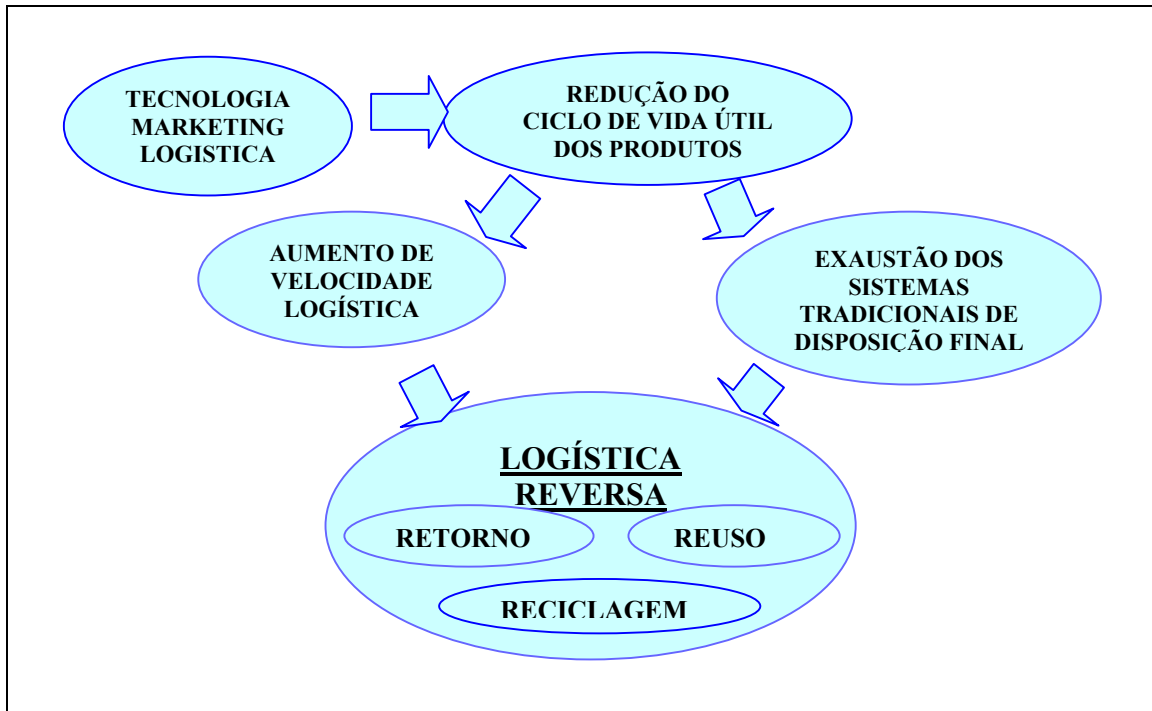 TECNOLOGIA
MARKETING
LOGISTICA
REDUÇÃO DO
CICLO DE VIDA ÚTIL
DOS PRODUTOS
AUMENTO DE
VELOCIDADE
LOGÍSTICA
EXAUSTÃO DOS
SISTEMAS
TRADICIONAIS DE
DISPOSIÇÃO FINAL
LOGÍSTICA
REVERSA
RETORNO
REUSO
RECICLAGEM